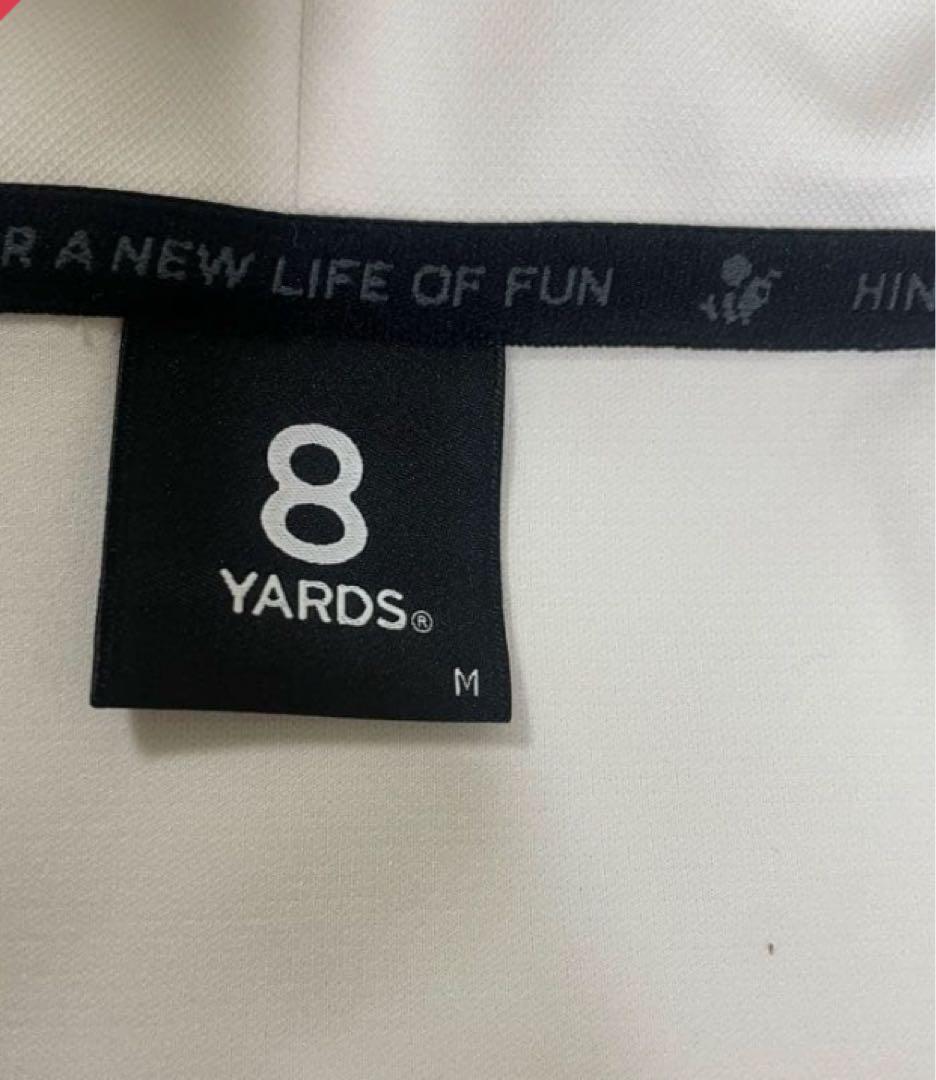 R A NEW LIFE OF FUN HIN
8
YARDS®
M